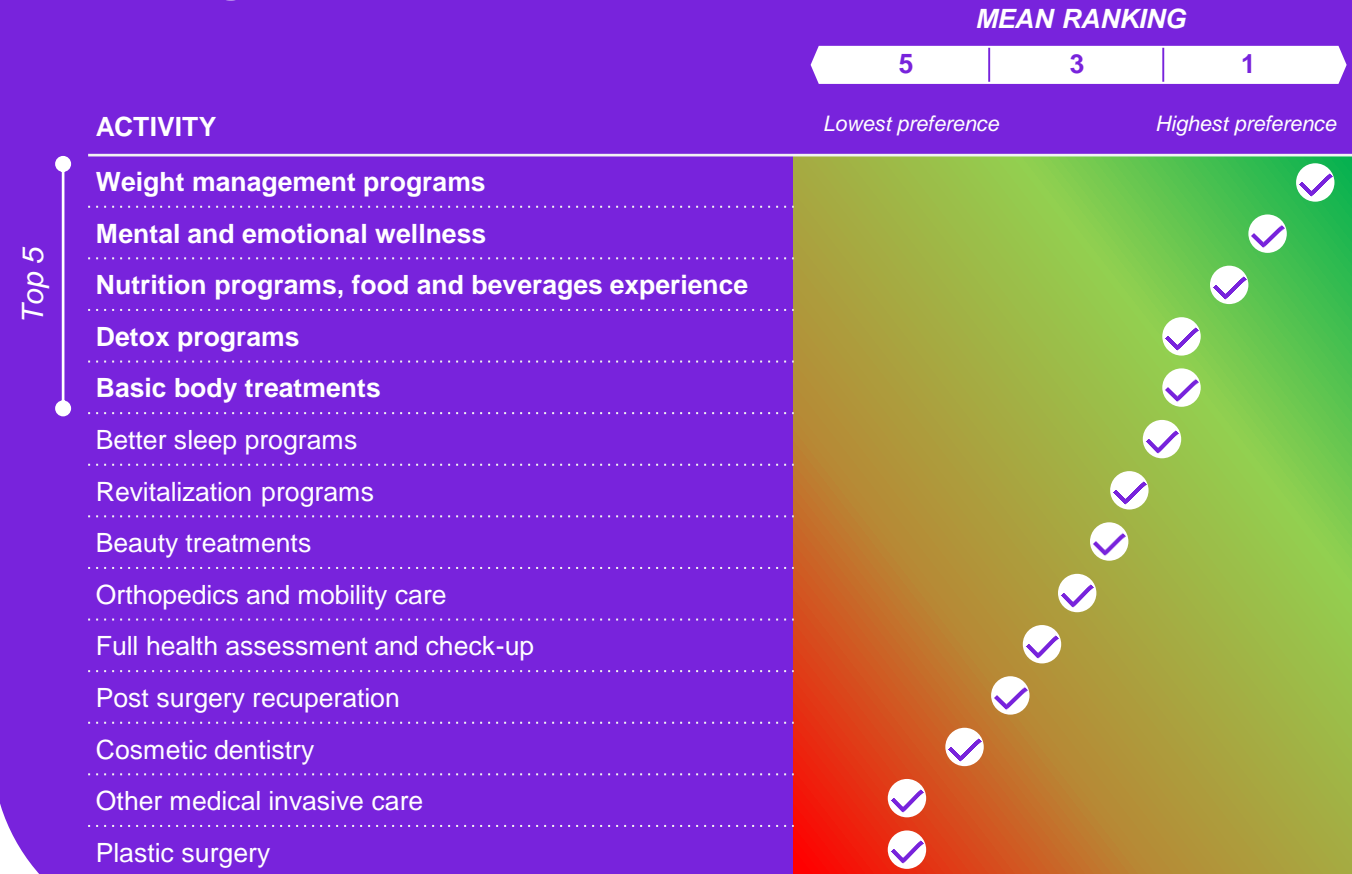 MEAN RANKING
5 3 1
ACTIVITY
Lowest preference Highest preference
Top 5
Weight management programs
Mental and emotional wellness
Nutrition programs, food and beverages experience
Detox programs
Basic body treatments
Better sleep programs
Revitalization programs
Beauty treatments
Orthopedics and mobility care
Full health assessment and check-up
Post surgery recuperation
Cosmetic dentistry
Other medical invasive care
Plastic surgery